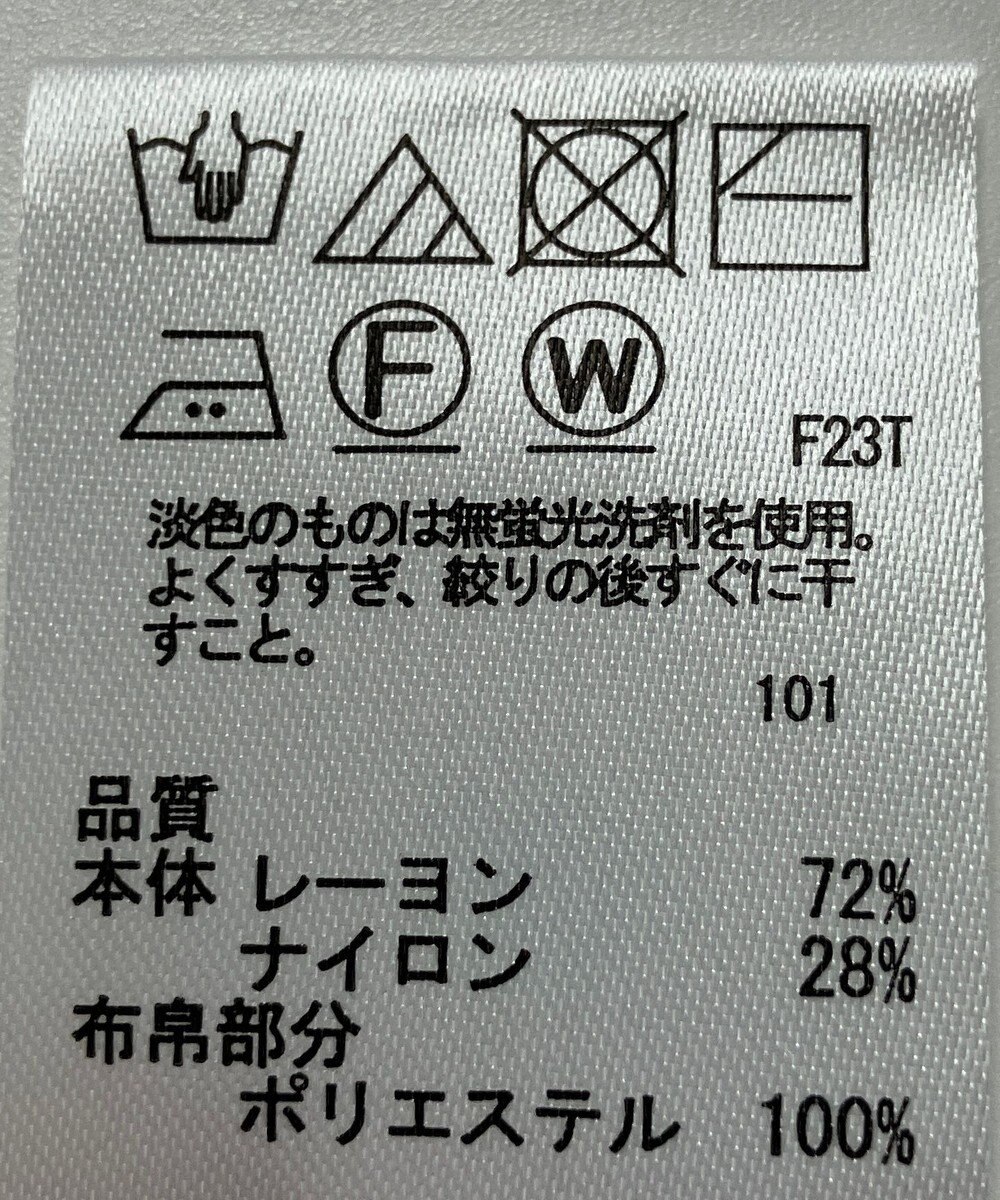 F W
F23T
淡色のものは無蛍光洗剤を使用。
よくすすぎ、絞りの後すぐに干
すこと。
101
品質
本体 レーヨン 72%
ナイロン 28%
布帛部分
ポリエステル 100%